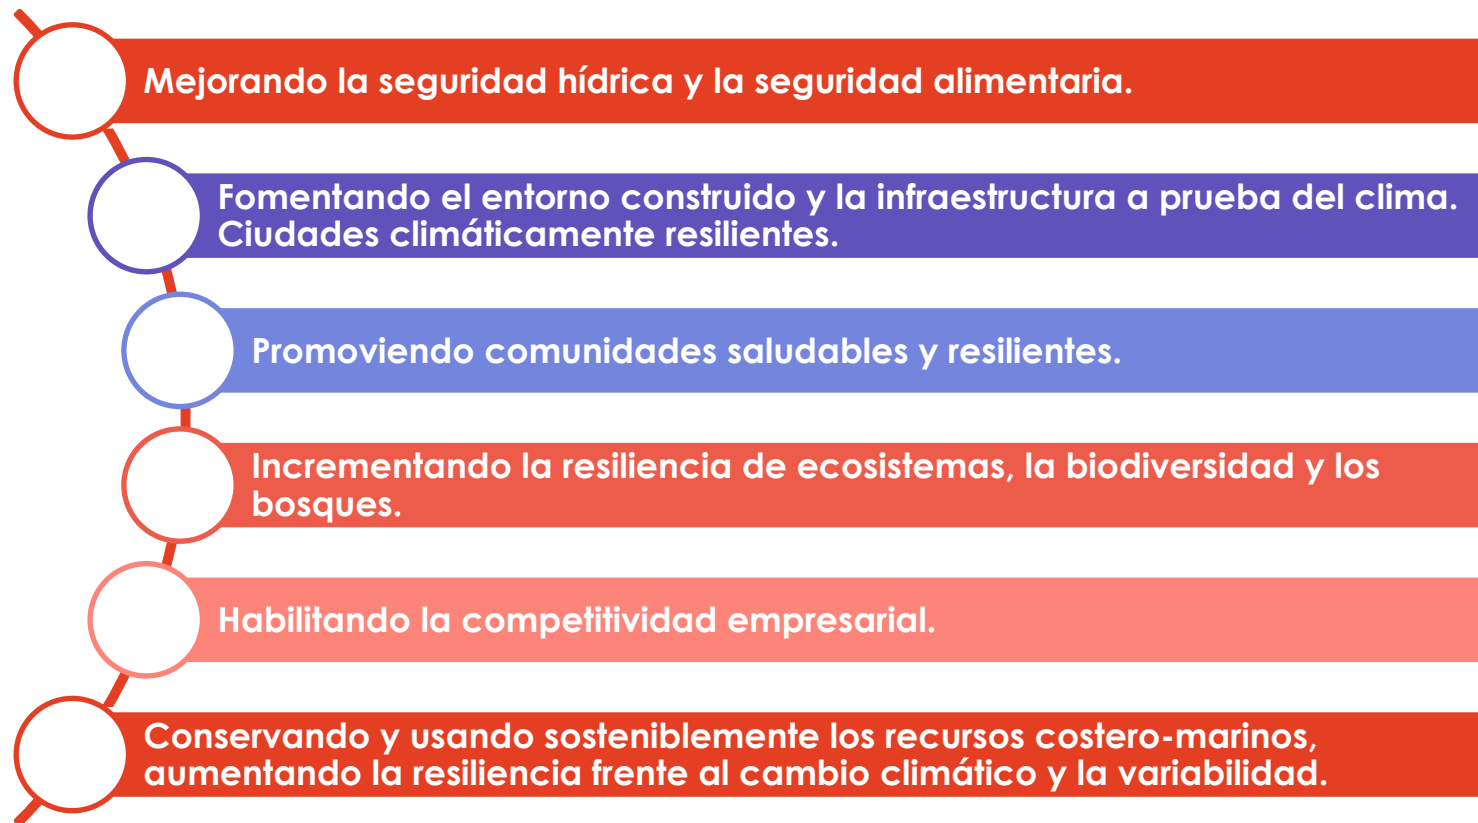 Mejorando la seguridad hídrica y la seguridad alimentaria.
Fomentando el entorno construido y la infraestructura a prueba del clima.
Ciudades climáticamente resilientes.
Promoviendo comunidades saludables y resilientes.
Incrementando la resiliencia de ecosistemas, la biodiversidad y los
bosques.
Habilitando la competitividad empresarial.
Conservando y usando sosteniblemente los recursos costero-marinos,
aumentando la resiliencia frente al cambio climático y la variabilidad.